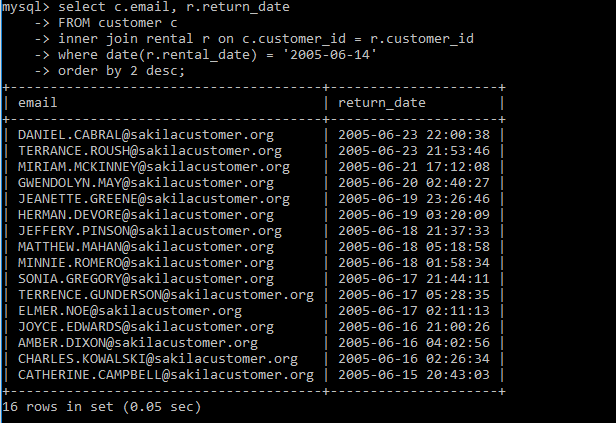 mysql> select c.email, r.return_date
    -> FROM customer c
    -> inner join rental r on c.customer_id = r.customer_id
    -> where date(r.rental_date) = '2005-06-14'
    -> order by 2 desc;
+---------------------------------------+---------------------+
| email                                 | return_date         |
+---------------------------------------+---------------------+
| DANIEL.CABRAL@sakilacustomer.org      | 2005-06-23 22:00:38 |
| TERRANCE.ROUSH@sakilacustomer.org     | 2005-06-23 21:53:46 |
| MIRIAM.MCKINNEY@sakilacustomer.org    | 2005-06-21 17:12:08 |
| GWENDOLYN.MAY@sakilacustomer.org      | 2005-06-20 02:40:27 |
| JEANETTE.GREENE@sakilacustomer.org    | 2005-06-19 23:26:46 |
| HERMAN.DEVORE@sakilacustomer.org      | 2005-06-19 03:20:09 |
| JEFFERY.PINSON@sakilacustomer.org     | 2005-06-18 21:37:33 |
| MATTHEW.MAHAN@sakilacustomer.org      | 2005-06-18 05:18:58 |
| MINNIE.ROMERO@sakilacustomer.org      | 2005-06-18 01:58:34 |
| SONIA.GREGORY@sakilacustomer.org      | 2005-06-17 21:44:11 |
| TERRENCE.GUNDERSON@sakilacustomer.org | 2005-06-17 05:28:35 |
| ELMER.NOE@sakilacustomer.org          | 2005-06-17 02:11:13 |
| JOYCE.EDWARDS@sakilacustomer.org      | 2005-06-16 21:00:26 |
| AMBER.DIXON@sakilacustomer.org        | 2005-06-16 04:02:56 |
| CHARLES.KOWALSKI@sakilacustomer.org   | 2005-06-16 02:26:34 |
| CATHERINE.CAMPBELL@sakilacustomer.org | 2005-06-15 20:43:03 |
+---------------------------------------+---------------------+
16 rows in set (0.05 sec)